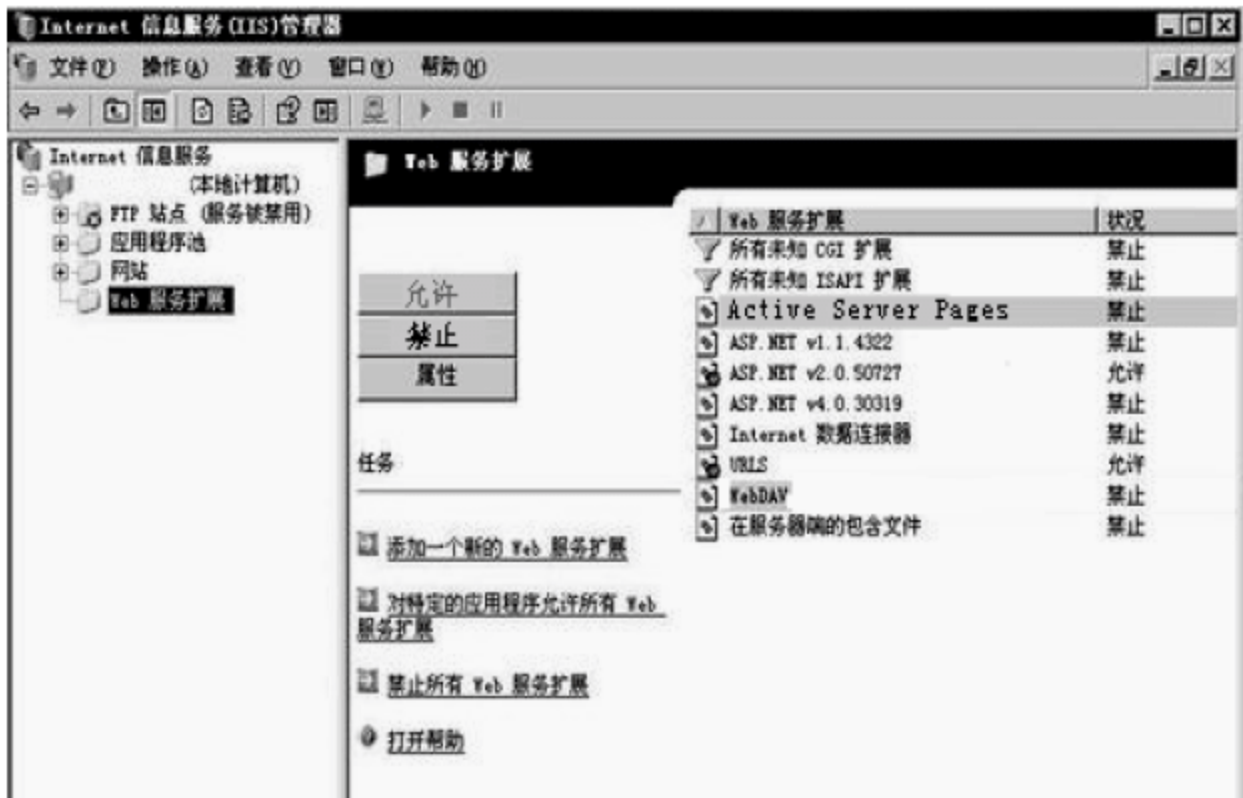 Internet 信息服务(IIS)管理器
文件(F) 操作(A) 查看(V) 窗口(W) 帮助(H)
Internet 信息服务
(本地计算机)
FTP 站点 (服务被禁用)
应用程序池
网站
Web 服务扩展
Web 服务扩展
允许
禁止
属性
任务
添加一个新的 Web 服务扩展
对特定的应用程序允许所有 Web
服务扩展
禁止所有 Web 服务扩展
打开帮助
Web 服务扩展 状况
所有未知 CGI 扩展 禁止
所有未知 ISAPI 扩展 禁止
Active Server Pages 禁止
ASP.NET v1.1.4322 禁止
ASP.NET v2.0.50727 允许
ASP.NET v4.0.30319 禁止
Internet 数据连接器 禁止
URLS 允许
WebDAV 禁止
在服务器端的包含文件 禁止